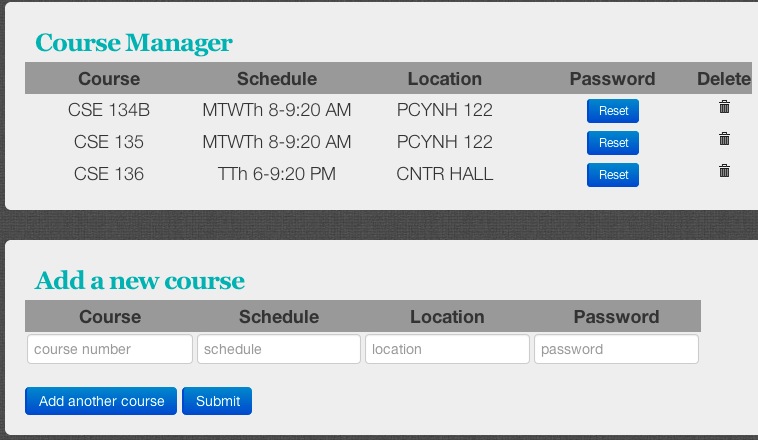 Course Manager
Course Schedule Location Password Delete
CSE 134B MTWTh 8-9:20 AM PCYNH 122 Reset
CSE 135 MTWTh 8-9:20 AM PCYNH 122 Reset
CSE 136 TTh 6-9:20 PM CNTR HALL Reset
Add a new course
Course Schedule Location Password
course number schedule location password
Add another course Submit